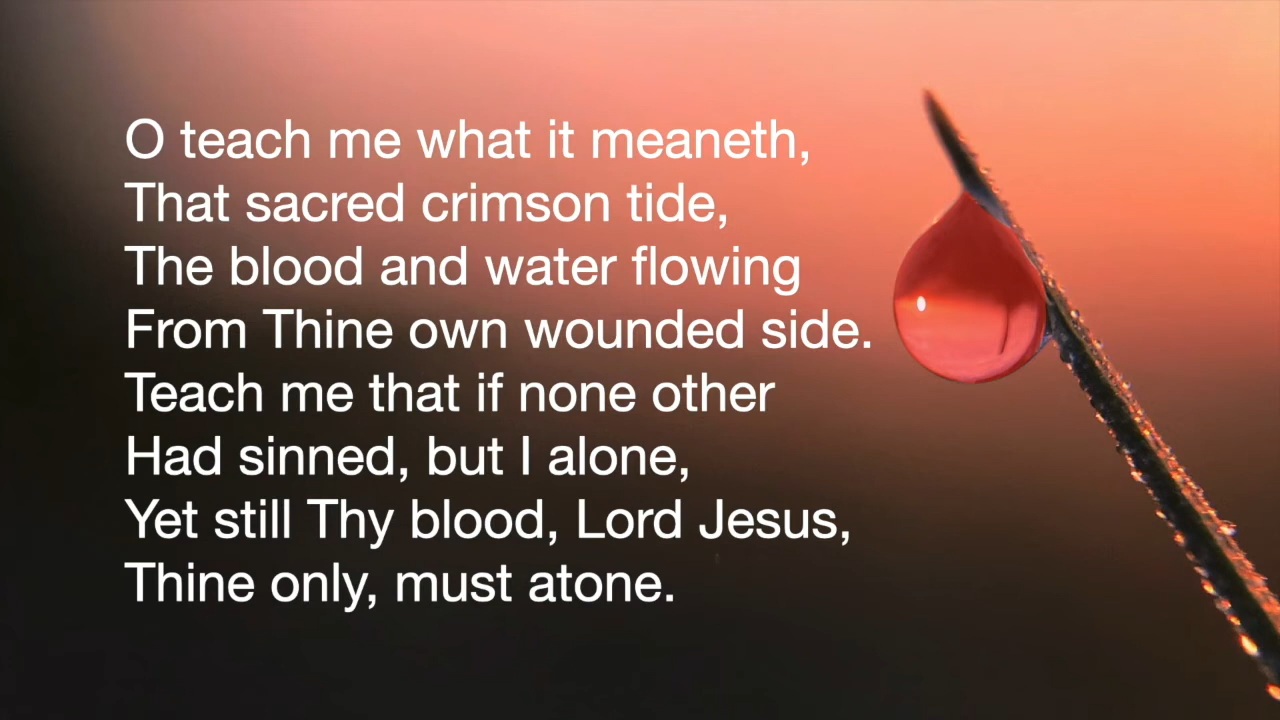 O teach me what it meaneth,
That sacred crimson tide,
The blood and water flowing
From Thine own wounded side.
Teach me that if none other
Had sinned, but I alone,
Yet still Thy blood, Lord Jesus,
Thine only, must atone.